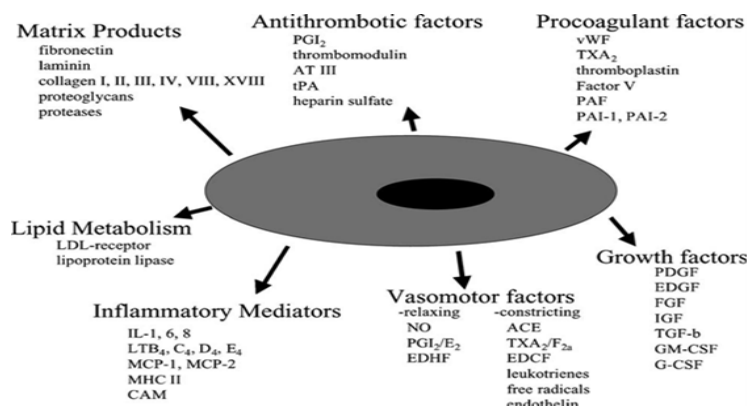 Matrix Products
fibronectin
laminin
collagen I, II, III, IV, VIII, XVIII
proteoglycans
proteases
Antithrombotic factors
PGI₂
thrombomodulin
AT III
tPA
heparin sulfate
Procoagulant factors
vWF
TXA₂
thromboplastin
Factor V
PAF
PAI-1, PAI-2
Lipid Metabolism
LDL-receptor
lipoprotein lipase
Inflammatory Mediators
IL-1, 6, 8
LTB₄, C₄, D₄, E₄
MCP-1, MCP-2
MHC II
CAM
Vasomotor factors
-relaxing
NO
PGI₂/E₂
EDHF
-constricting
ACE
TXA₂/F₂ₐ
EDCF
leukotrienes
free radicals
endothelin
Growth factors
PDGF
EDGF
FGF
IGF
TGF-b
GM-CSF
G-CSF